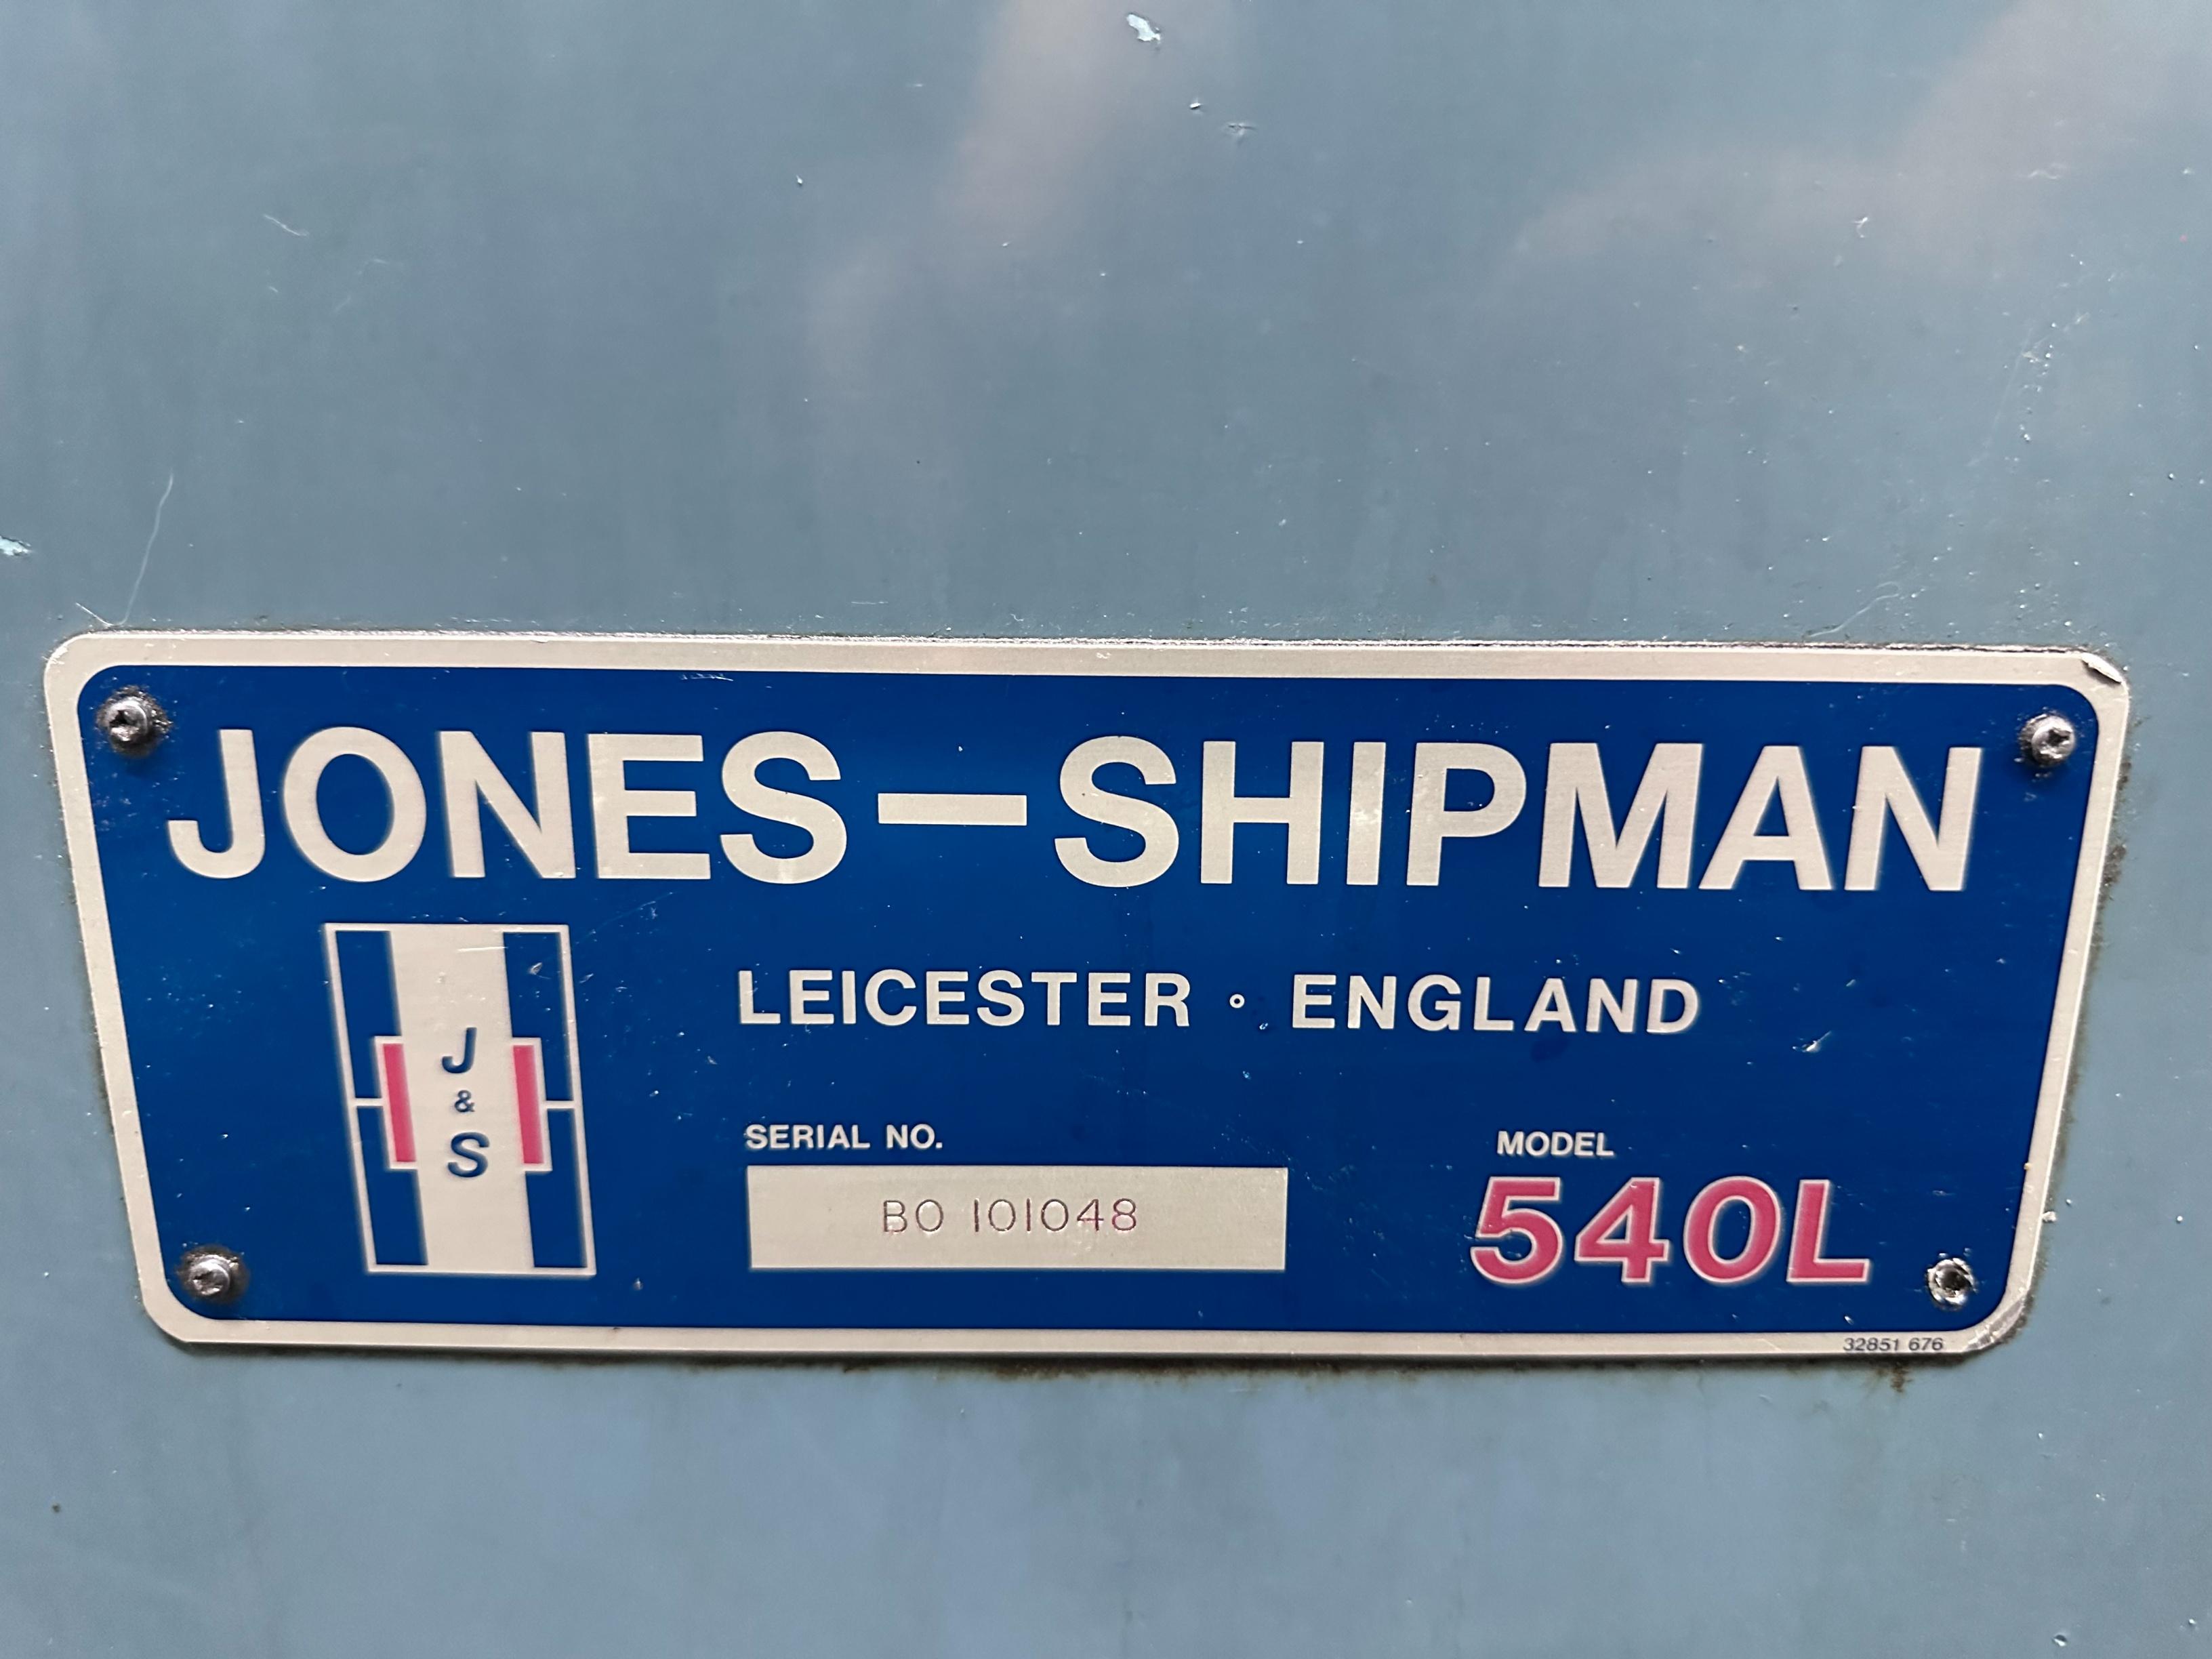 JONES—SHIPMAN
LEICESTER ° ENGLAND
J
&
S
SERIAL NO.
BO 101048
MODEL
540L
32851 676